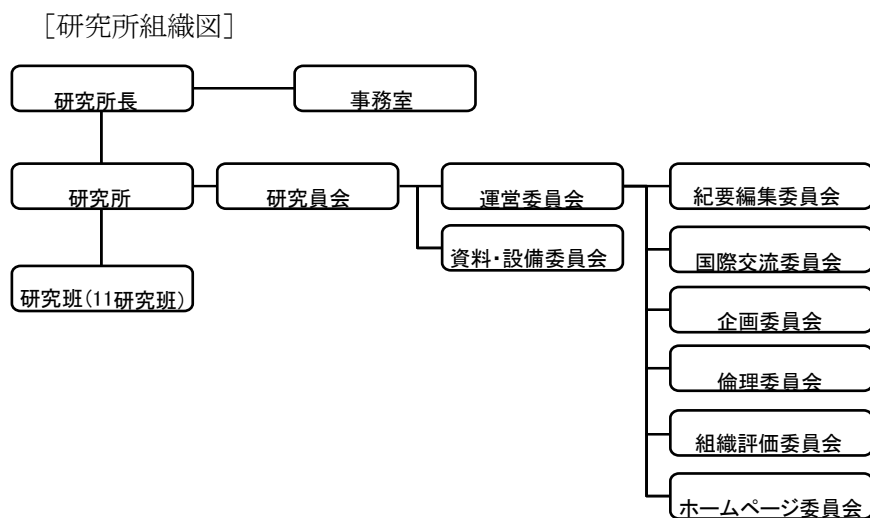 [研究所組織図]
研究所長
事務室
研究所
研究員会
運営委員会
紀要編集委員会
資料・設備委員会
国際交流委員会
研究班(11研究班)
企画委員会
倫理委員会
組織評価委員会
ホームページ委員会